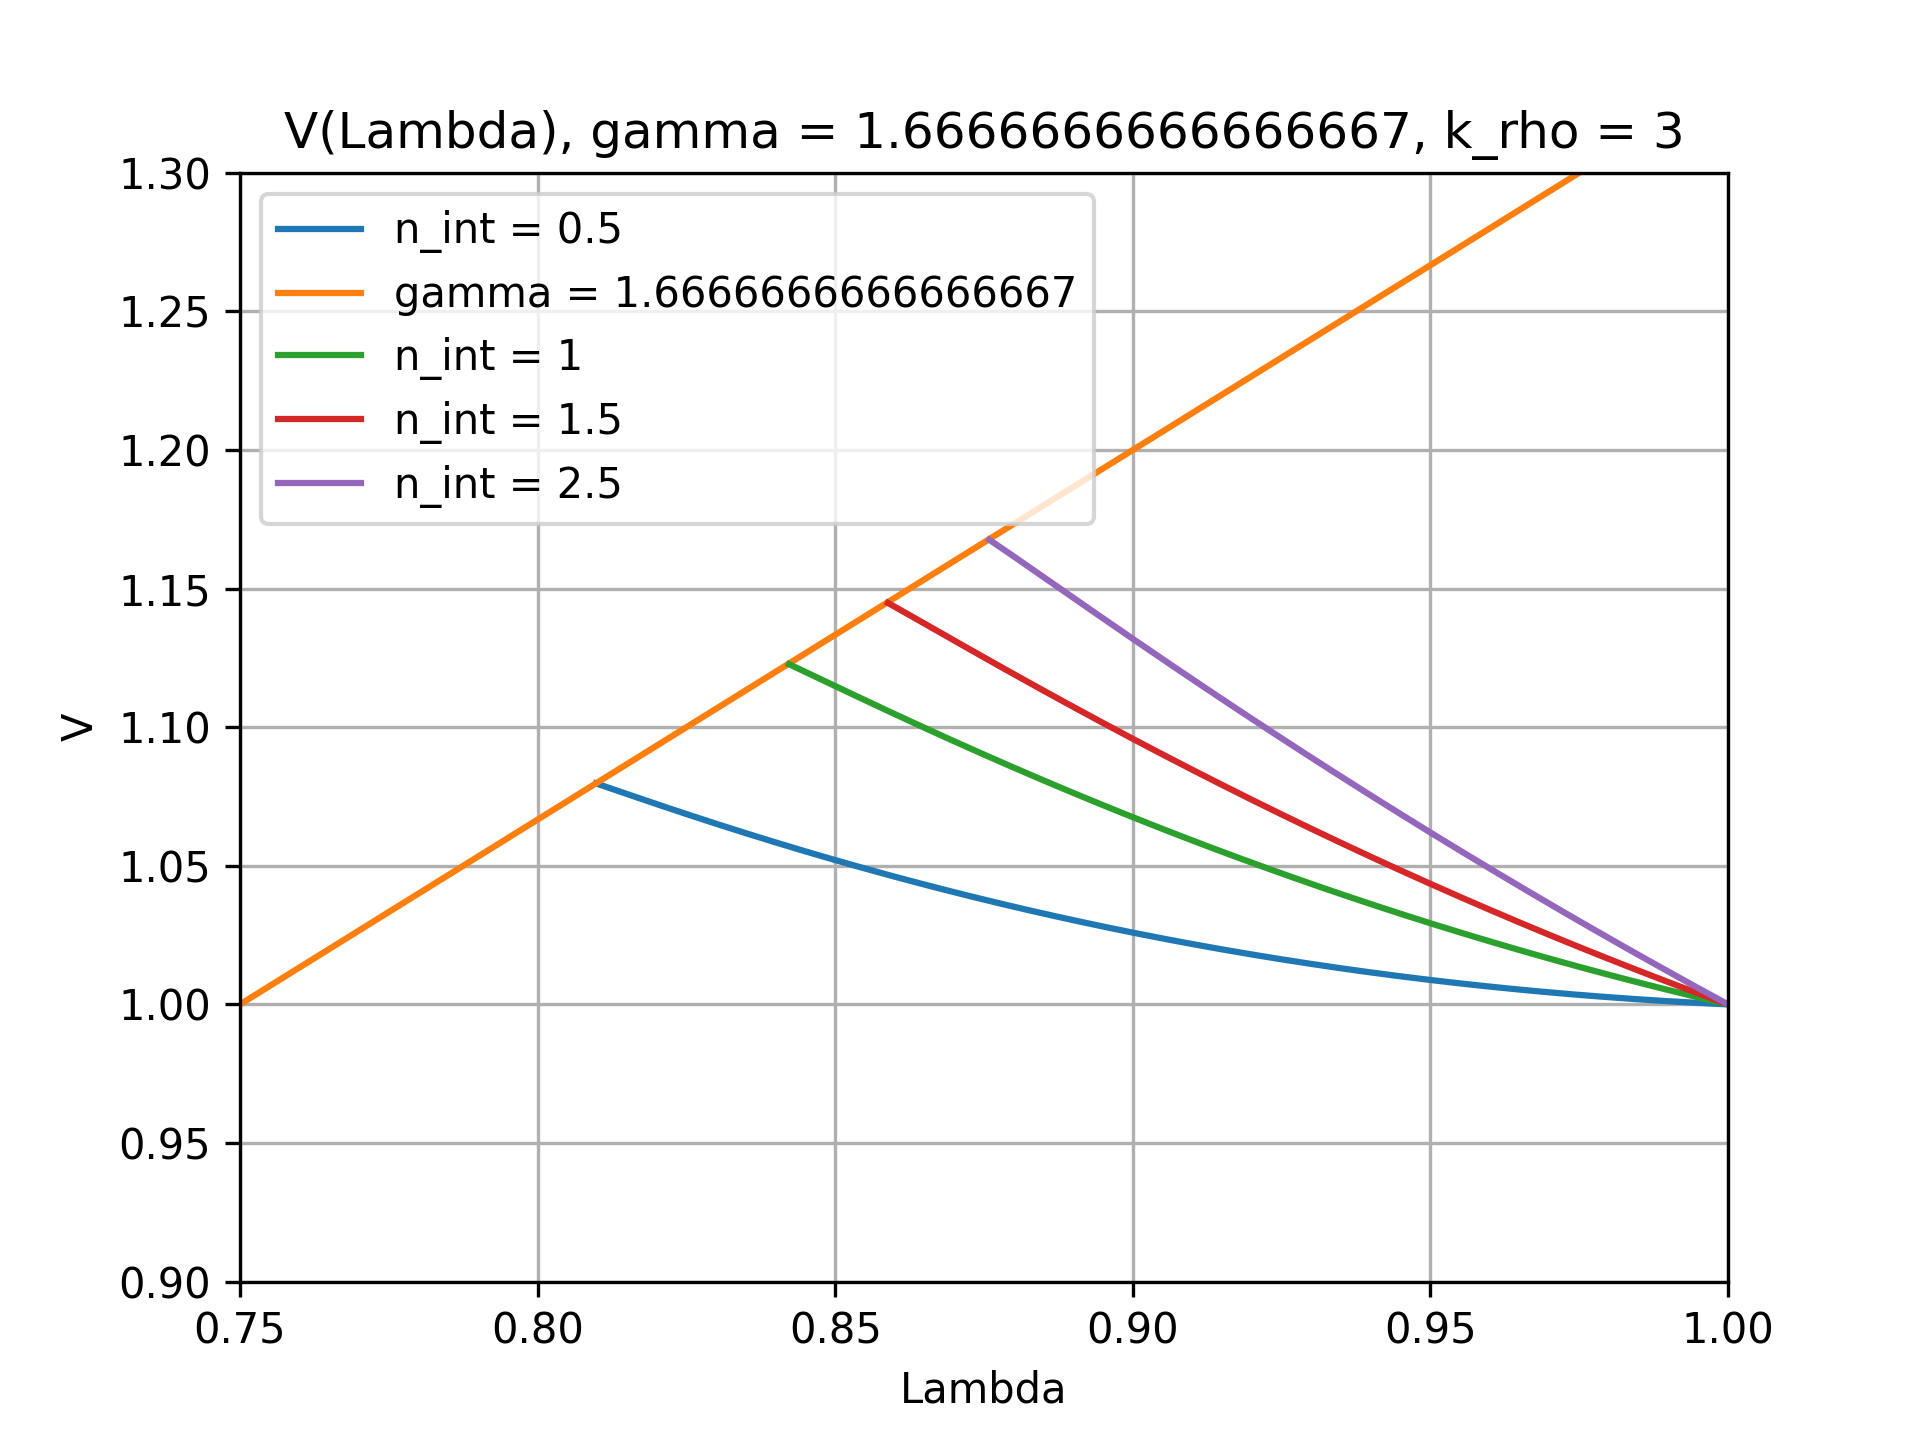 V(Lambda), gamma = 1.6666666666666667, k_rho = 3
1.30
1.25
1.20
1.15
1.10
1.05
1.00
0.95
0.90
V
n_int = 0.5
gamma = 1.6666666666666667
n_int = 1
n_int = 1.5
n_int = 2.5
0.75 0.80 0.85 0.90 0.95 1.00
Lambda